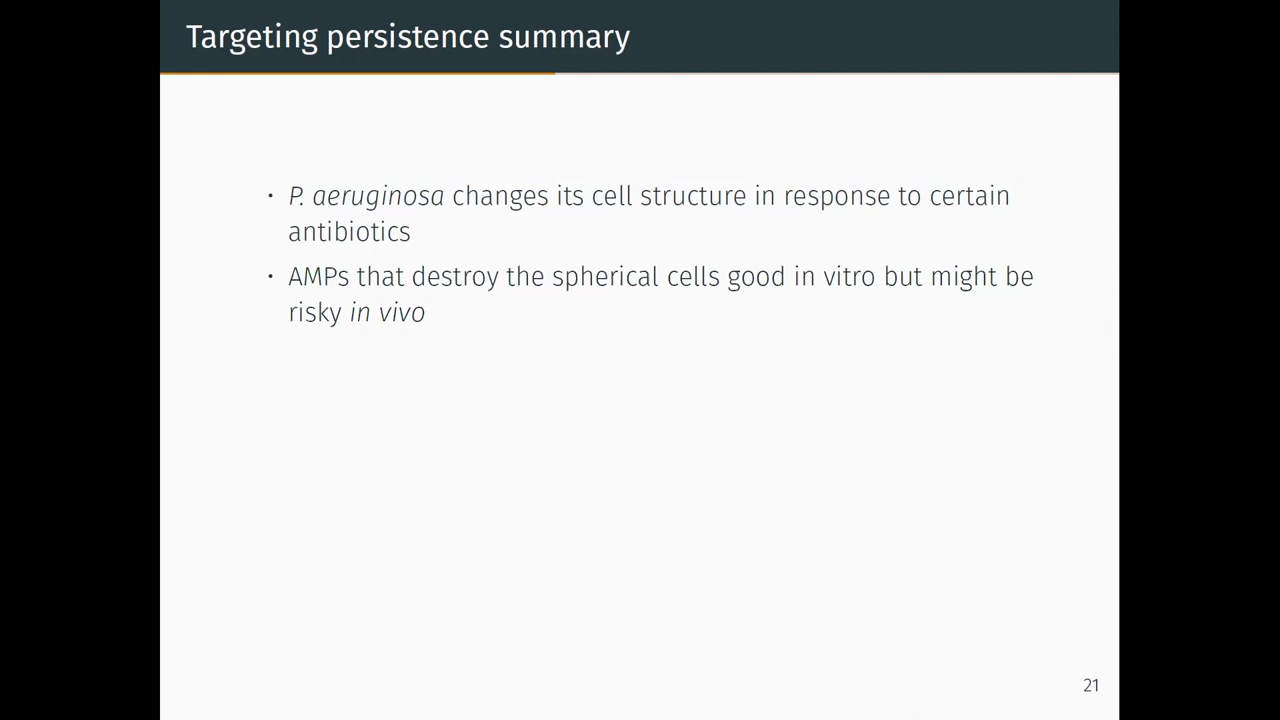 Targeting persistence summary
• P. aeruginosa changes its cell structure in response to certain
antibiotics
• AMPs that destroy the spherical cells good in vitro but might be
risky in vivo
21